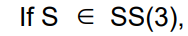 If S ∈ SS(3),